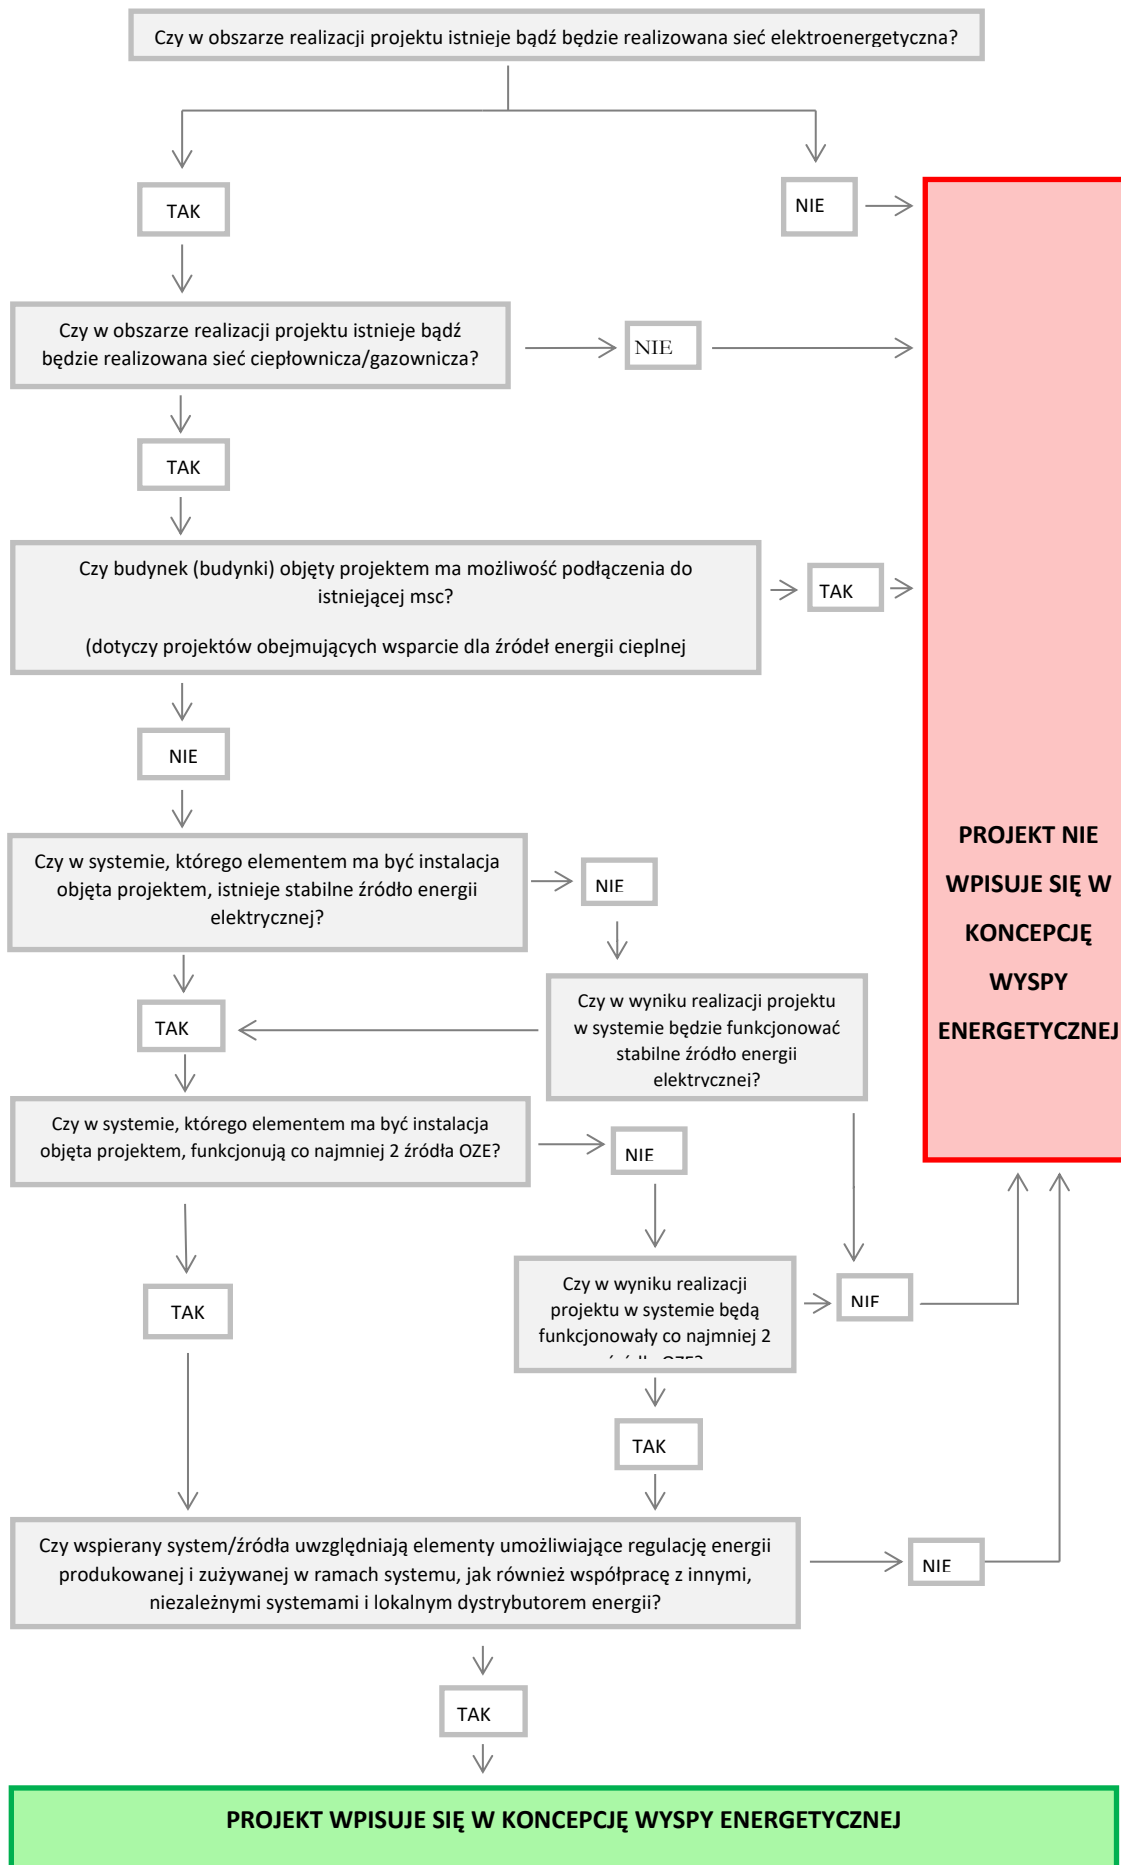 Czy w obszarze realizacji projektu istnieje bądź będzie realizowana sieć elektroenergetyczna?
TAK
NIE
Czy w obszarze realizacji projektu istnieje bądź
będzie realizowana sieć ciepłownicza/gazownicza?
NIE
TAK
Czy budynek (budynki) objęty projektem ma możliwość podłączenia do
istniejącej msc?
(dotyczy projektów obejmujących wsparcie dla źródeł energii cieplnej
TAK
NIE
Czy w systemie, którego elementem ma być instalacja
objęta projektem, istnieje stabilne źródło energii
elektrycznej?
NIE
PROJEKT NIE
WPISUJE SIĘ W
KONCEPCJĘ
WYSPY
ENERGETYCZNEJ
TAK
Czy w wyniku realizacji projektu
w systemie będzie funkcjonować
stabilne źródło energii
elektrycznej?
Czy w systemie, którego elementem ma być instalacja
objęta projektem, funkcjonują co najmniej 2 źródła OZE?
NIE
TAK
Czy w wyniku realizacji
projektu w systemie będą
funkcjonowały co najmniej 2
źródła OZE?
NIE
TAK
Czy wspierany system/źródła uwzględniają elementy umożliwiające regulację energii
produkowanej i zużywanej w ramach systemu, jak również współpracę z innymi,
niezależnymi systemami i lokalnym dystrybutorem energii?
NIE
TAK
PROJEKT WPISUJE SIĘ W KONCEPCJĘ WYSPY ENERGETYCZNEJ